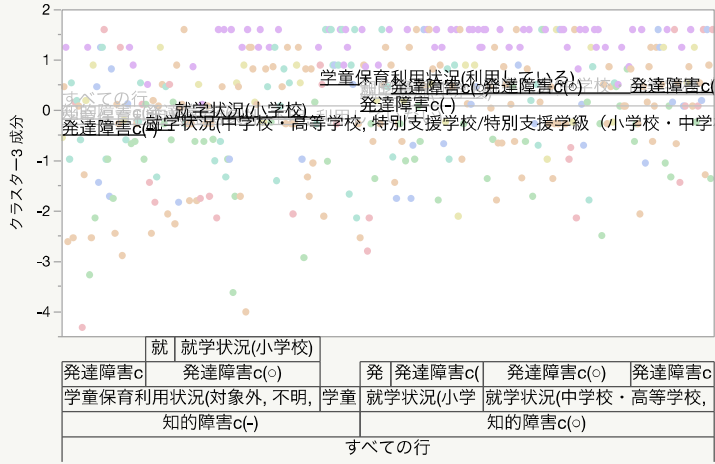 2
1
0
-1
-2
-3
-4
クラスター3 成分
すべての行
学童保育利用状況(利用している)
発達障害c(○)
発達障害c(○)
発達障害c(
発達障害c(-)
就学状況(小学校)
発達障害c(-)
就学状況(中学校・高等学校, 特別支援学校/特別支援学級（小学校・中学
就
就学状況(小学校)
発達障害c
発達障害c(○)
発
発達障害c(
発達障害c(○)
発達障害c
学童保育利用状況(対象外, 不明,
学童
就学状況(小学
就学状況(中学校・高等学校,
知的障害c(-)
知的障害c(○)
すべての行